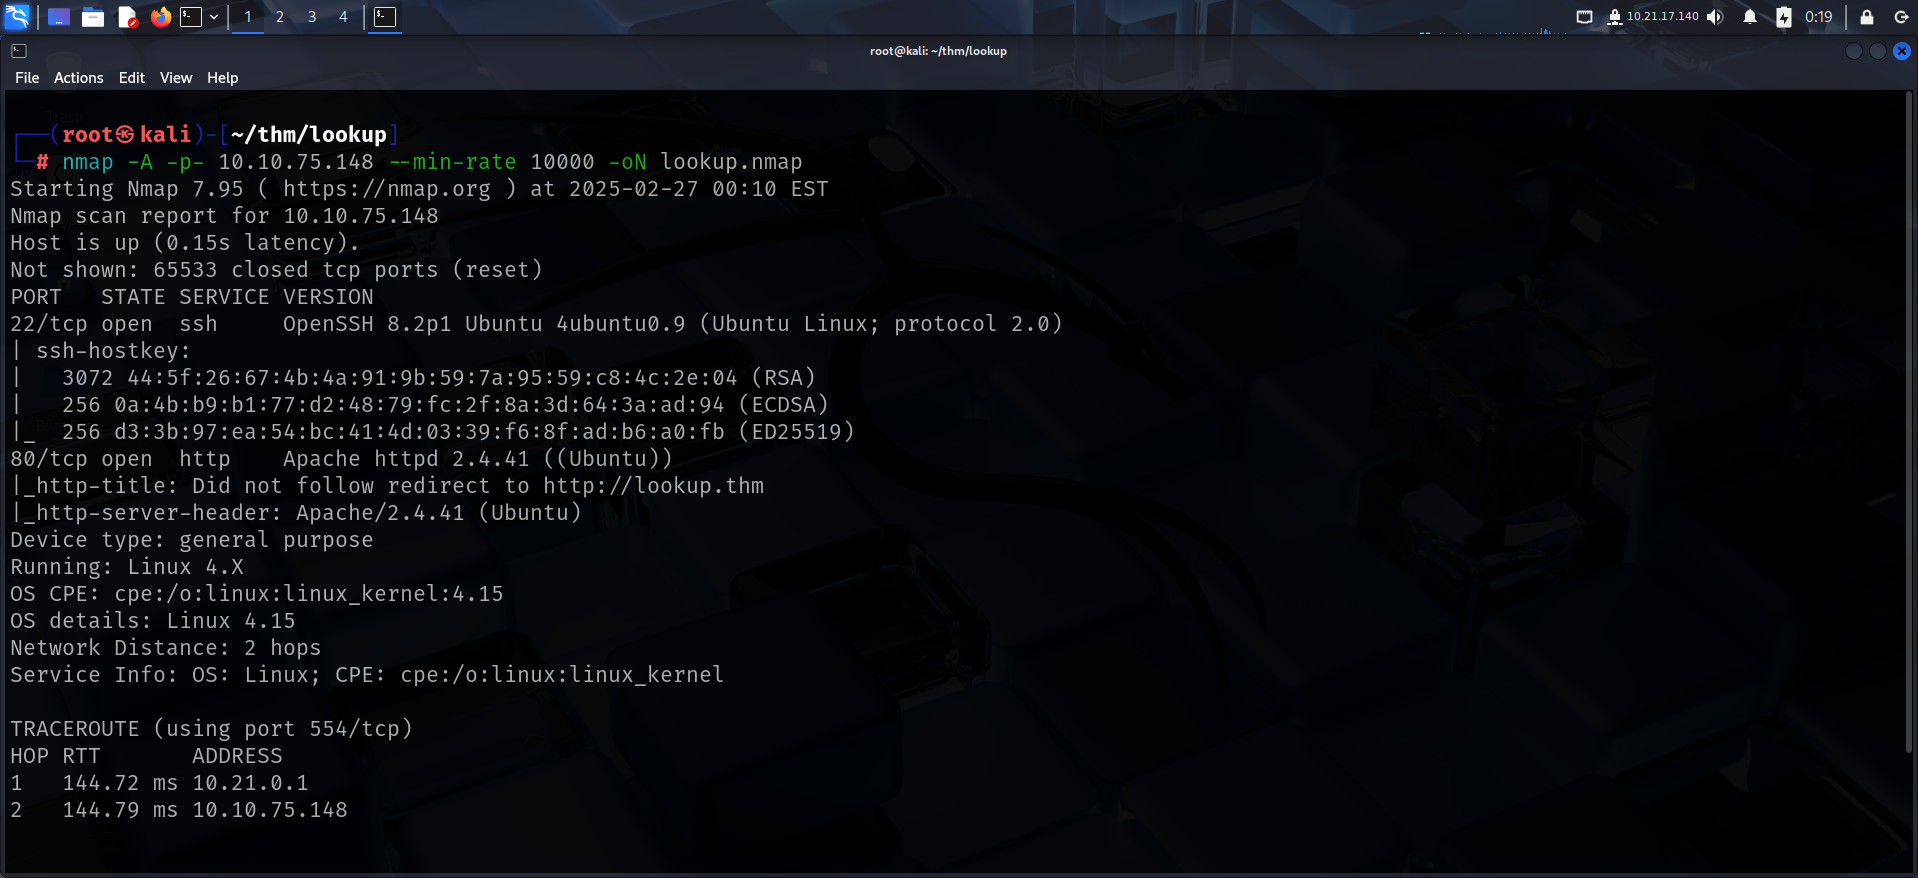 1 2 3 4
10.21.17.140
0:19
root@kali: ~/thm/lookup
File Actions Edit View Help
┌──(root㉿kali)-[~/thm/lookup]
└─# nmap -A -p- 10.10.75.148 --min-rate 10000 -oN lookup.nmap
Starting Nmap 7.95 ( https://nmap.org ) at 2025-02-27 00:10 EST
Nmap scan report for 10.10.75.148
Host is up (0.15s latency).
Not shown: 65533 closed tcp ports (reset)
PORT   STATE SERVICE VERSION
22/tcp open  ssh     OpenSSH 8.2p1 Ubuntu 4ubuntu0.9 (Ubuntu Linux; protocol 2.0)
| ssh-hostkey:
|   3072 44:5f:26:67:4b:4a:91:9b:59:7a:95:59:c8:4c:2e:04 (RSA)
|   256 0a:4b:b9:b1:77:d2:48:79:fc:2f:8a:3d:64:3a:ad:94 (ECDSA)
|_  256 d3:3b:97:ea:54:bc:41:4d:03:39:f6:8f:ad:b6:a0:fb (ED25519)
80/tcp open  http    Apache httpd 2.4.41 ((Ubuntu))
|_http-title: Did not follow redirect to http://lookup.thm
|_http-server-header: Apache/2.4.41 (Ubuntu)
Device type: general purpose
Running: Linux 4.X
OS CPE: cpe:/o:linux:linux_kernel:4.15
OS details: Linux 4.15
Network Distance: 2 hops
Service Info: OS: Linux; CPE: cpe:/o:linux:linux_kernel
TRACEROUTE (using port 554/tcp)
HOP RTT       ADDRESS
1   144.72 ms 10.21.0.1
2   144.79 ms 10.10.75.148